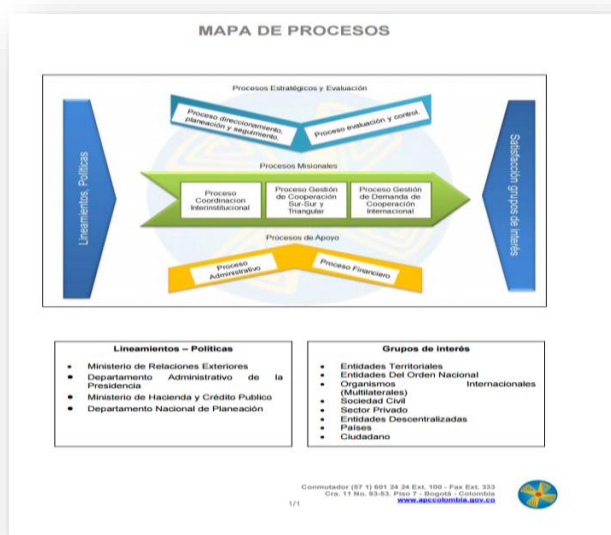 MAPA DE PROCESOS
Procesos Estratégicos y Evaluación
Proceso direccionamiento,
planeación y seguimiento.
Proceso evaluación y control.
Lineamientos, Políticas
Procesos Misionales
Proceso
Coordinacion
Interinstitucional
Proceso Gestión
de Cooperación
Sur-Sur y
Triangular
Proceso Gestión
de Demanda de
Cooperación
Internacional
Satisfacción grupos de interés
Procesos de Apoyo
Proceso
Administrativo
Proceso Financiero
Lineamientos – Politicas
• Ministerio de Relaciones Exteriores
• Departamento Administrativo de la
Presidencia
• Ministerio de Hacienda y Crédito Publico
• Departamento Nacional de Planeación
Grupos de interés
• Entidades Territoriales
• Entidades Del Orden Nacional
• Organismos Internacionales
(Multilaterales)
• Sociedad Civil
• Sector Privado
• Entidades Descentralizadas
• Países
• Ciudadano
Conmutador (57 1) 601 24 24 Ext. 100 - Fax Ext. 333
Cra. 11 No. 93-53. Piso 7 - Bogotá - Colombia
www.apccolombia.gov.co
1/1